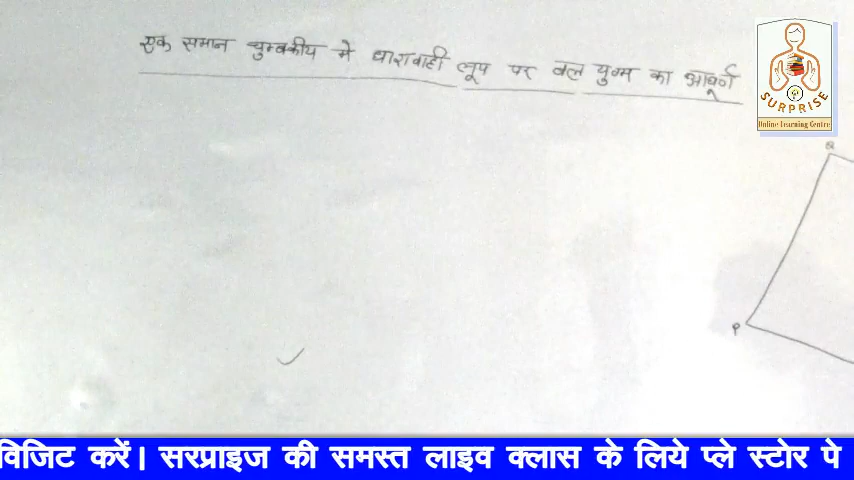 एक समान चुम्बकीय मे धारावाही लूप पर बल युग्म का आघूर्ण
SURPRISE
Online Learning Centre
Q
P
विजिट करें। सरप्राइज की समस्त लाइव क्लास के लिये प्ले स्टोर पे